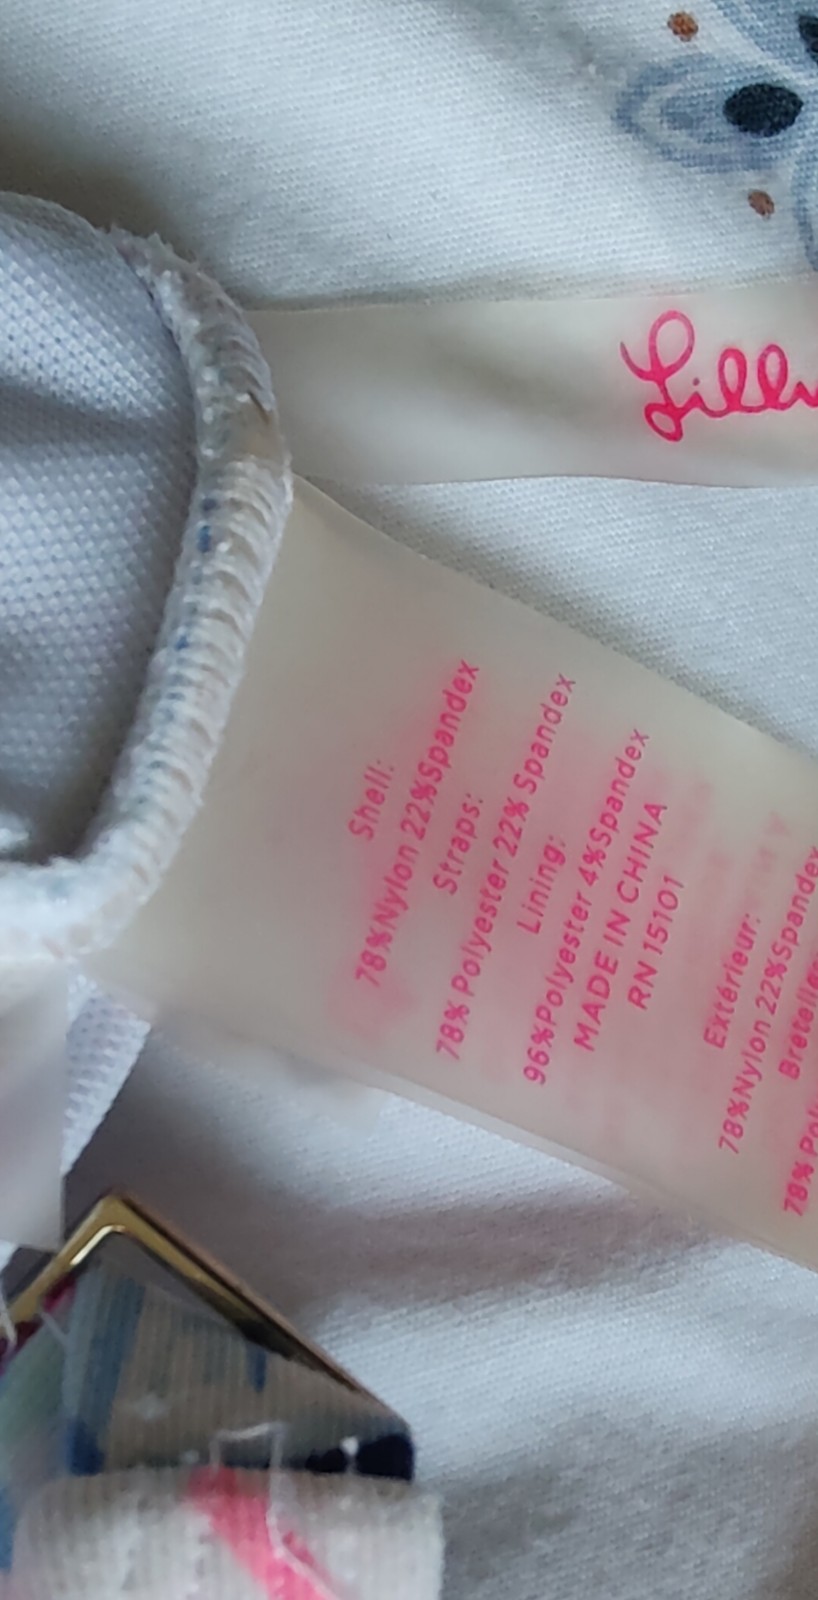 Shell:
78%Nylon 22%Spandex
Straps:
78% Polyester 22% Spandex
Lining:
96%Polyester 4%Spandex
MADE IN CHINA
RN 15101
Extérieur:
78%Nylon 22%Spandex
78%